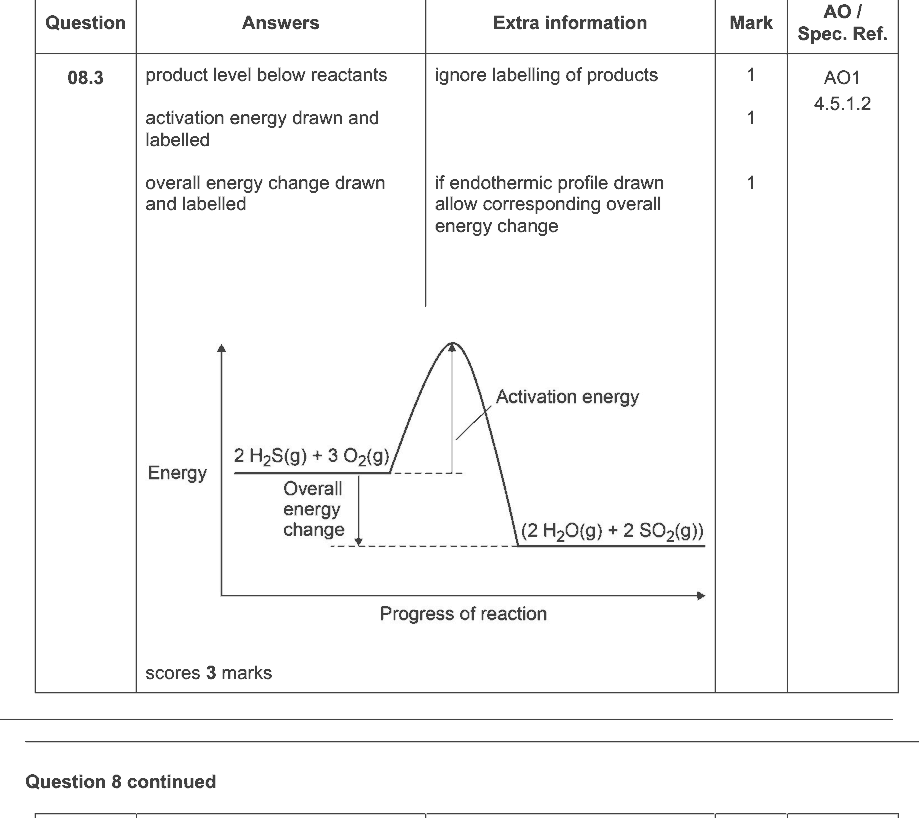 Question Answers Extra information Mark AO /
Spec. Ref.
08.3 product level below reactants ignore labelling of products 1 AO1
4.5.1.2
activation energy drawn and 1
labelled
overall energy change drawn if endothermic profile drawn 1
and labelled allow corresponding overall
energy change
Activation energy
2 H₂S(g) + 3 O₂(g)
Energy
Overall
energy
change
(2 H₂O(g) + 2 SO₂(g))
Progress of reaction
scores 3 marks
Question 8 continued